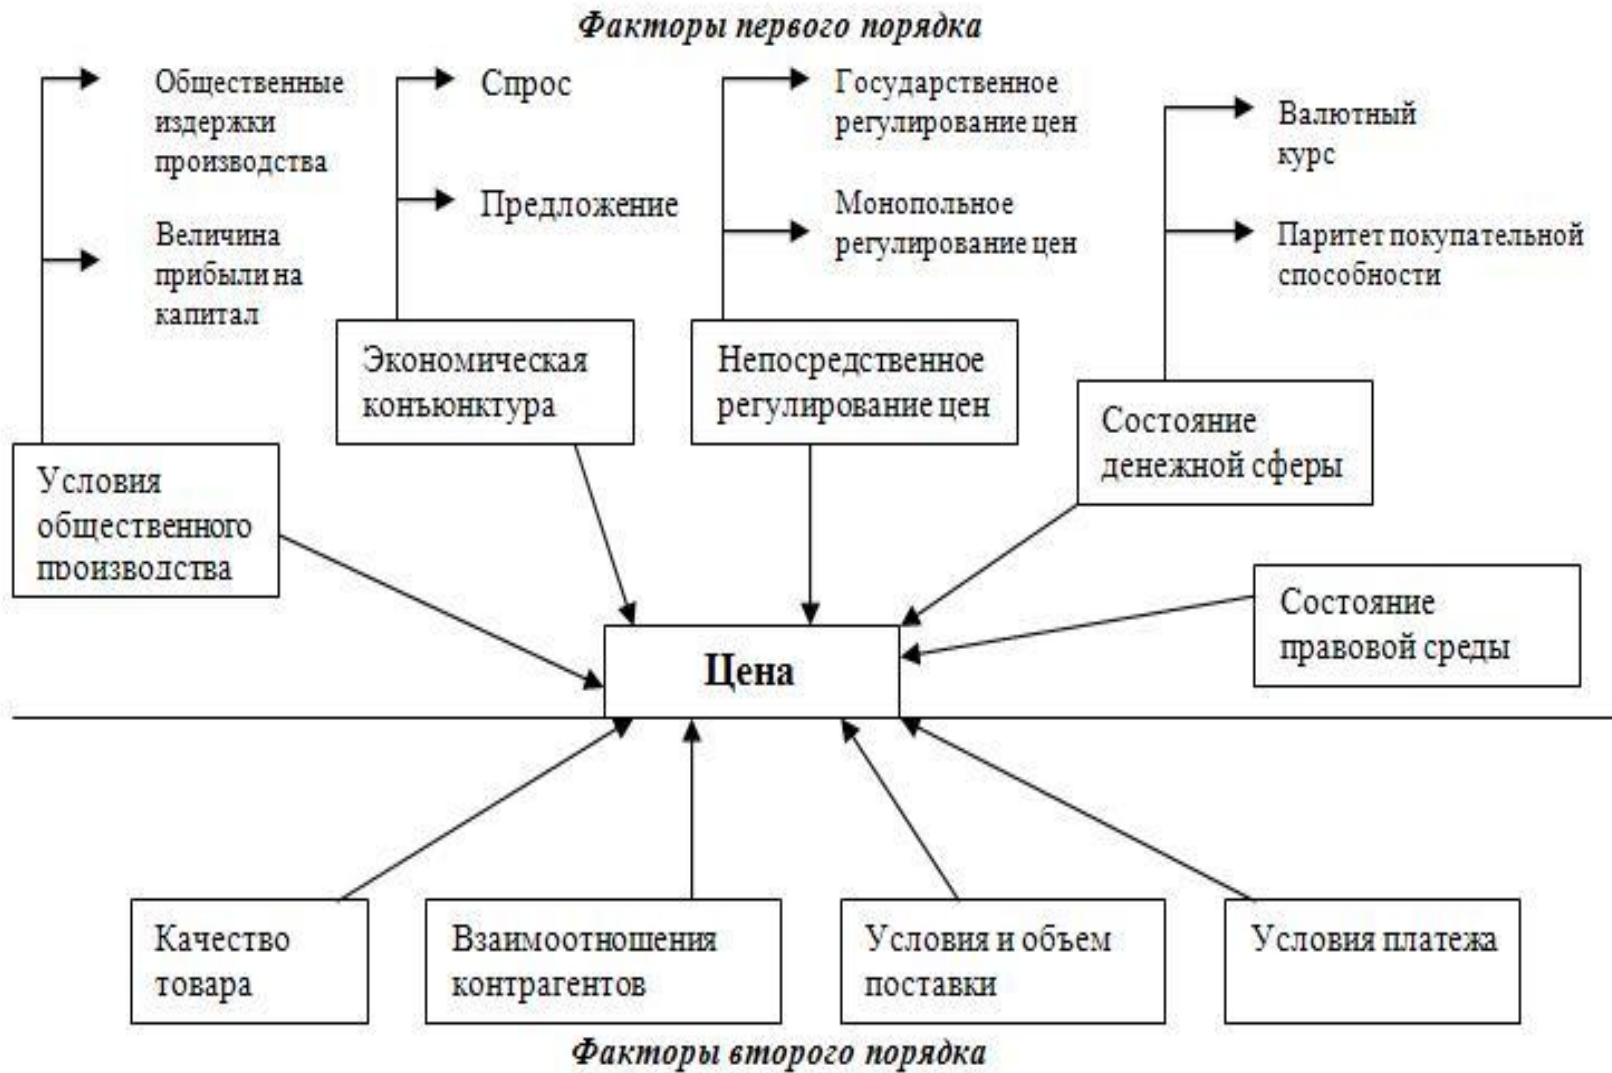 Факторы первого порядка
Общественные
издержки
производства
Величина
прибыли на
капитал
Спрос
Предложение
Государственное
регулирование цен
Монопольное
регулирование цен
Валютный
курс
Паритет покупательной
способности
Экономическая
конъюнктура
Непосредственное
регулирование цен
Состояние
денежной сферы
Условия
общественного
производства
Состояние
правовой среды
Цена
Качество
товара
Взаимоотношения
контрагентов
Условия и объем
поставки
Условия платежа
Факторы второго порядка